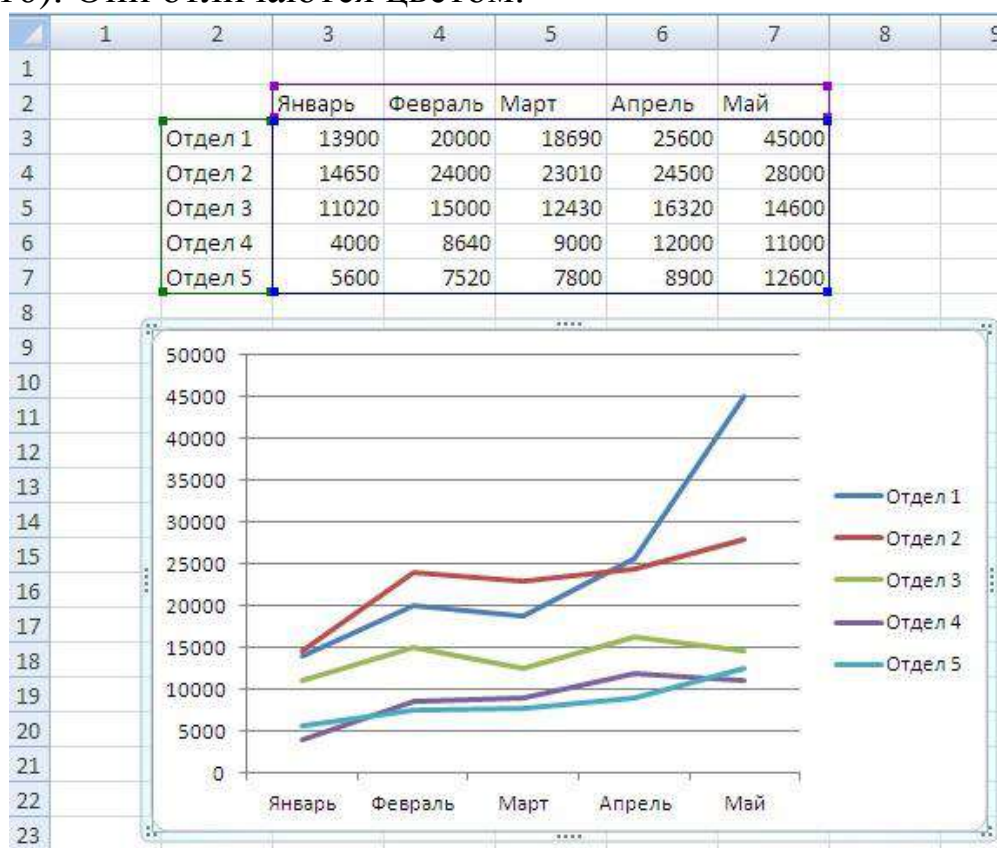 Они отличаются цветом.
1 2 3 4 5 6 7 8 9
1
2 Январь Февраль Март Апрель Май
3 Отдел 1 13900 20000 18690 25600 45000
4 Отдел 2 14650 24000 23010 24500 28000
5 Отдел 3 11020 15000 12430 16320 14600
6 Отдел 4 4000 8640 9000 12000 11000
7 Отдел 5 5600 7520 7800 8900 12600
8
9
10
11
12
13
14
15
16
17
18
19
20
21
22
23
50000
45000
40000
35000
30000
25000
20000
15000
10000
5000
0
Январь Февраль Март Апрель Май
Отдел 1
Отдел 2
Отдел 3
Отдел 4
Отдел 5